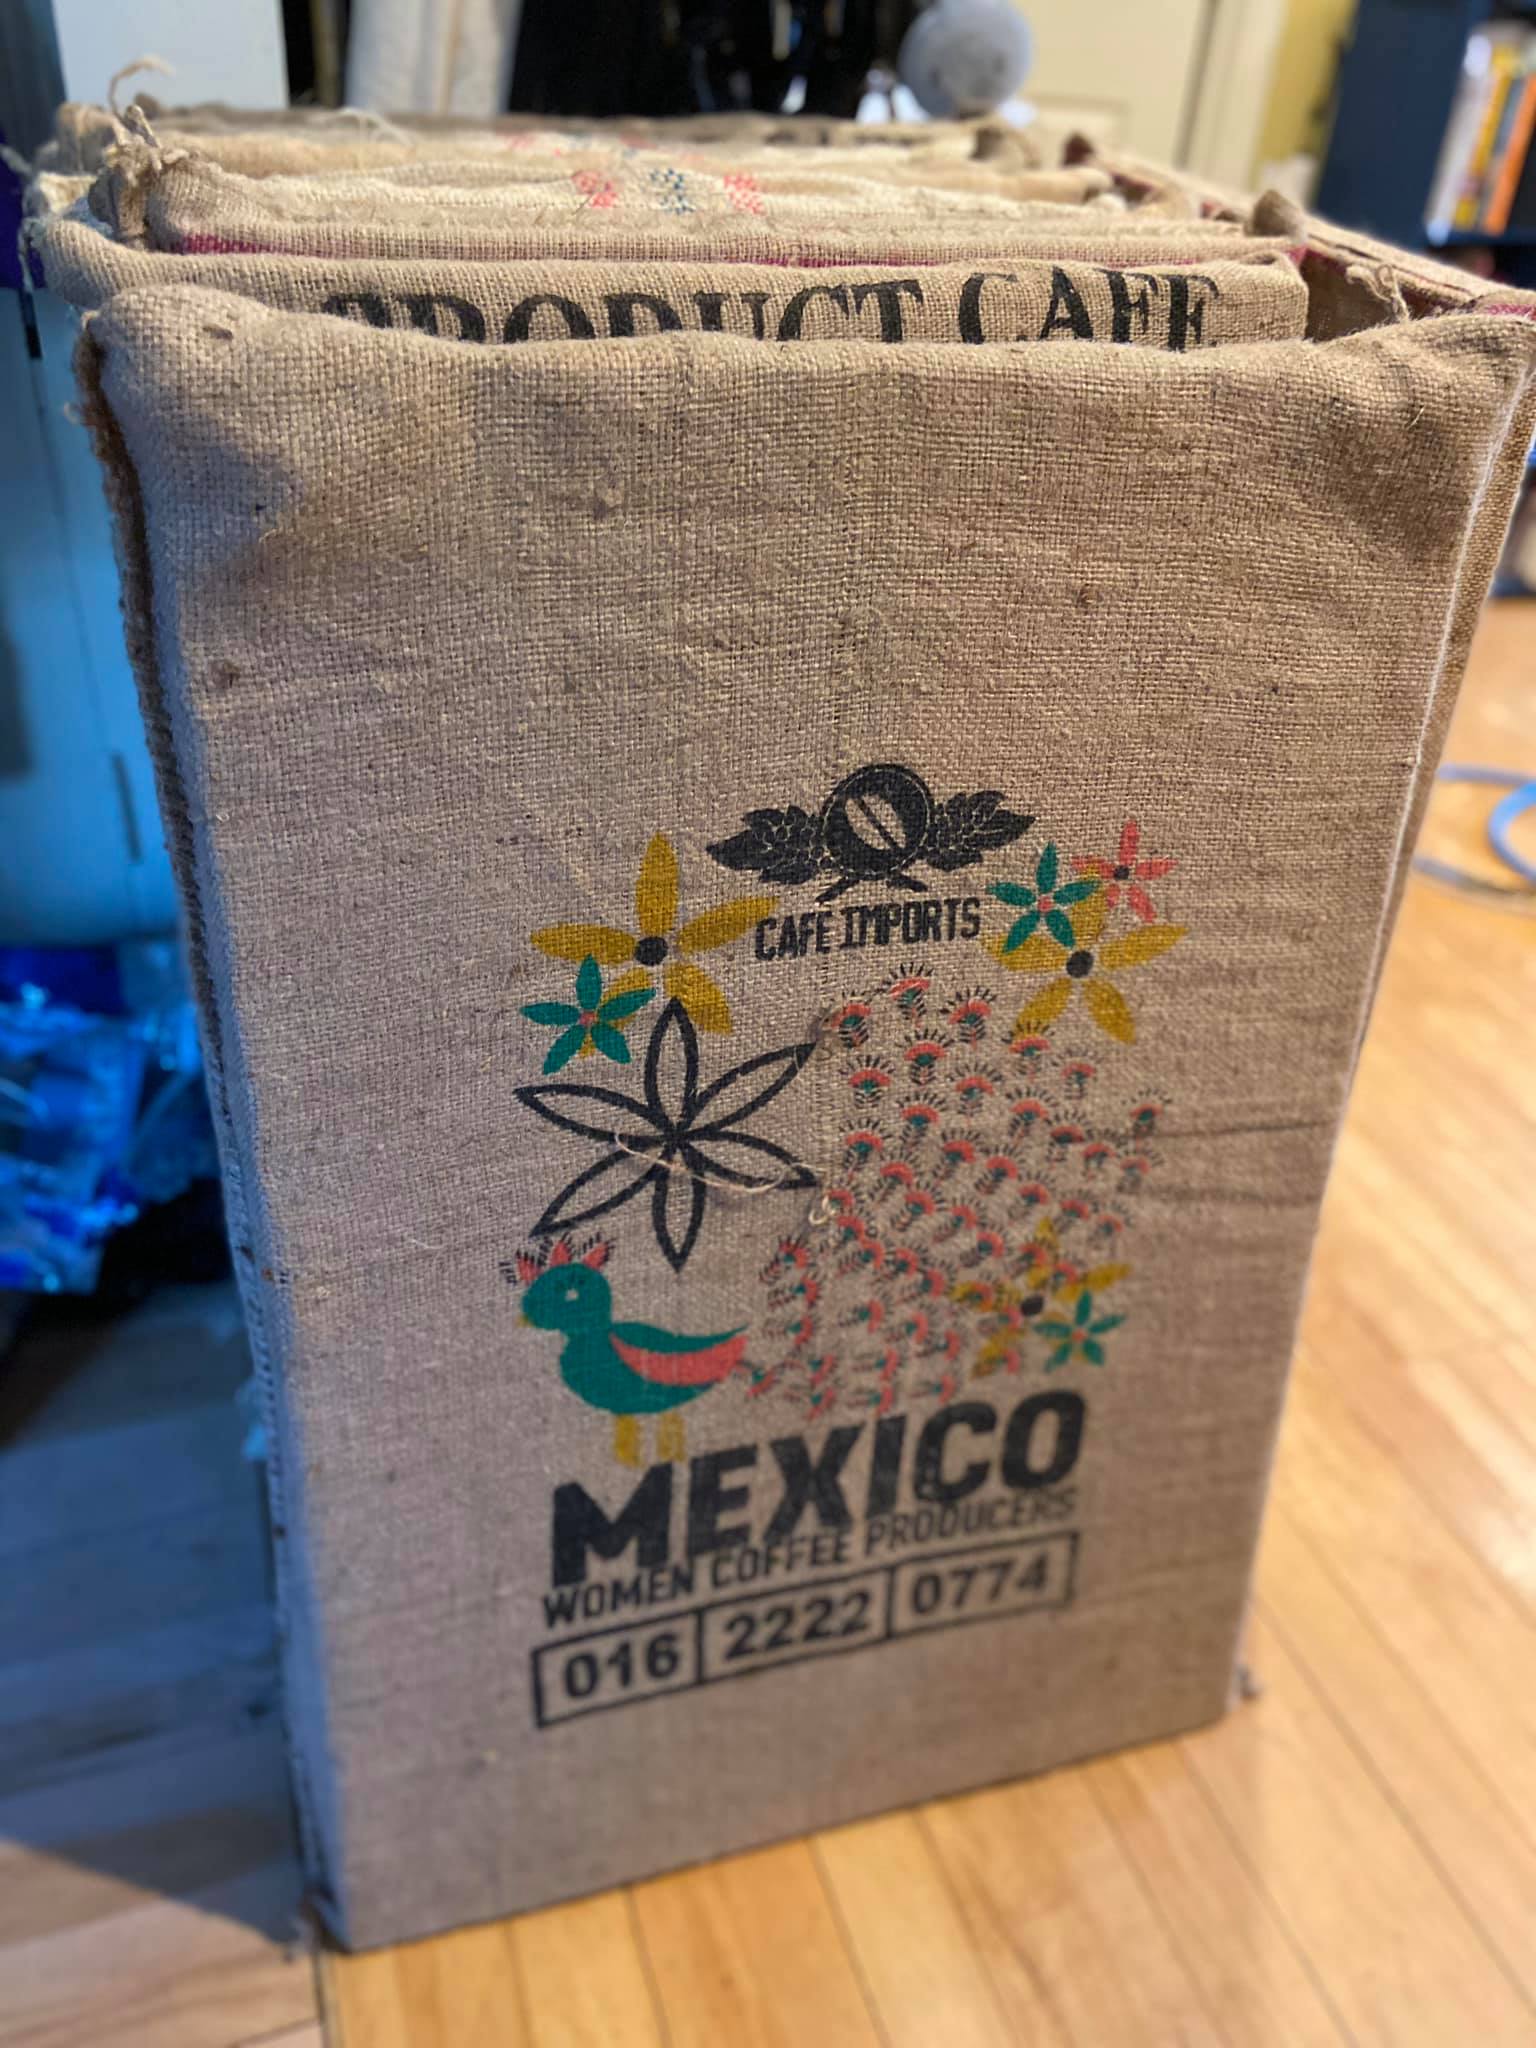 PRODUCT CAFE
CAFE IMPORTS
MEXICO
WOMEN COFFEE PRODUCERS
016 2222 0774